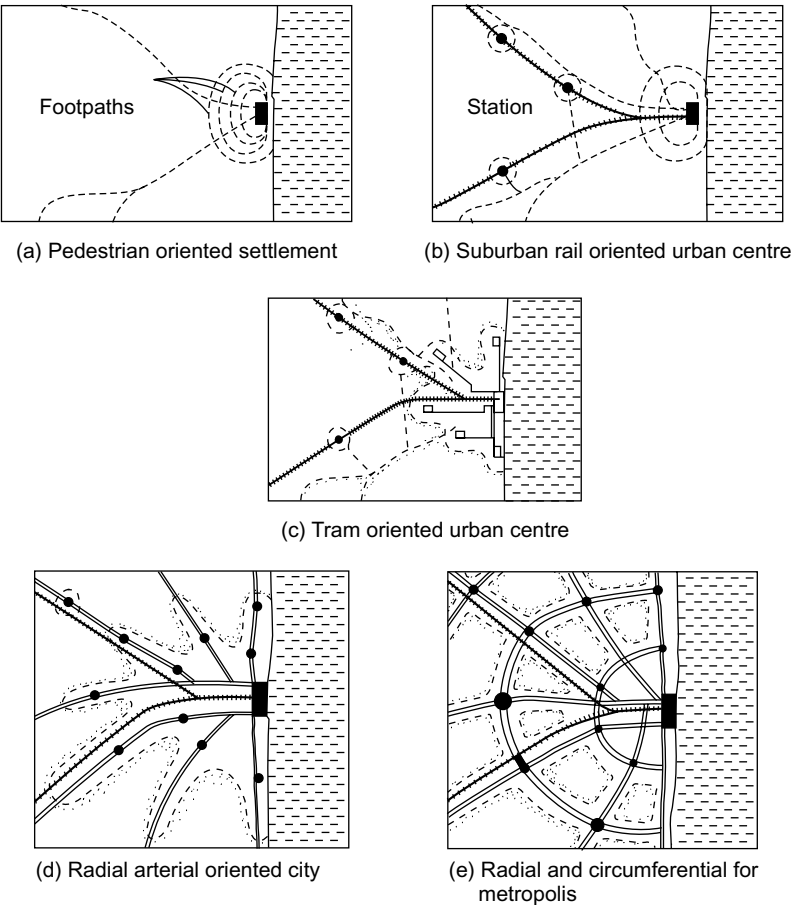 Footpaths
Station
(a) Pedestrian oriented settlement
(b) Suburban rail oriented urban centre
(c) Tram oriented urban centre
(d) Radial arterial oriented city
(e) Radial and circumferential for
metropolis